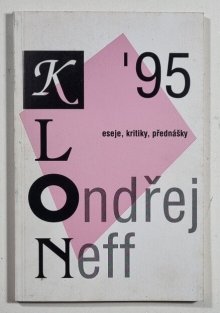 K '95
eseje, kritiky, přednášky
L
Ondřej
Neff